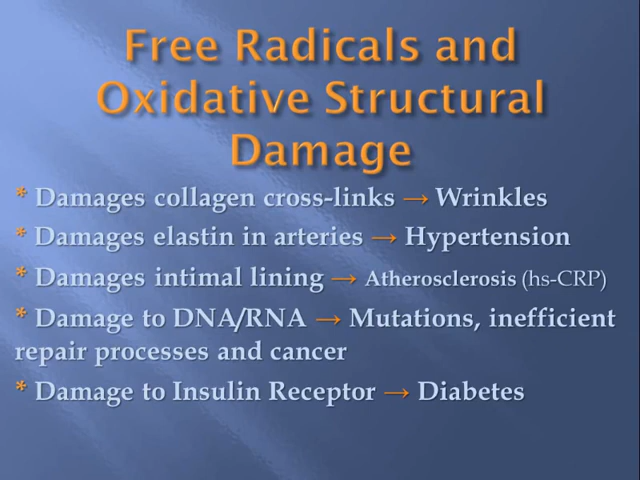 Free Radicals and
Oxidative Structural
Damage
* Damages collagen cross-links → Wrinkles
* Damages elastin in arteries → Hypertension
* Damages intimal lining → Atherosclerosis (hs-CRP)
* Damage to DNA/RNA → Mutations, inefficient
repair processes and cancer
* Damage to Insulin Receptor → Diabetes